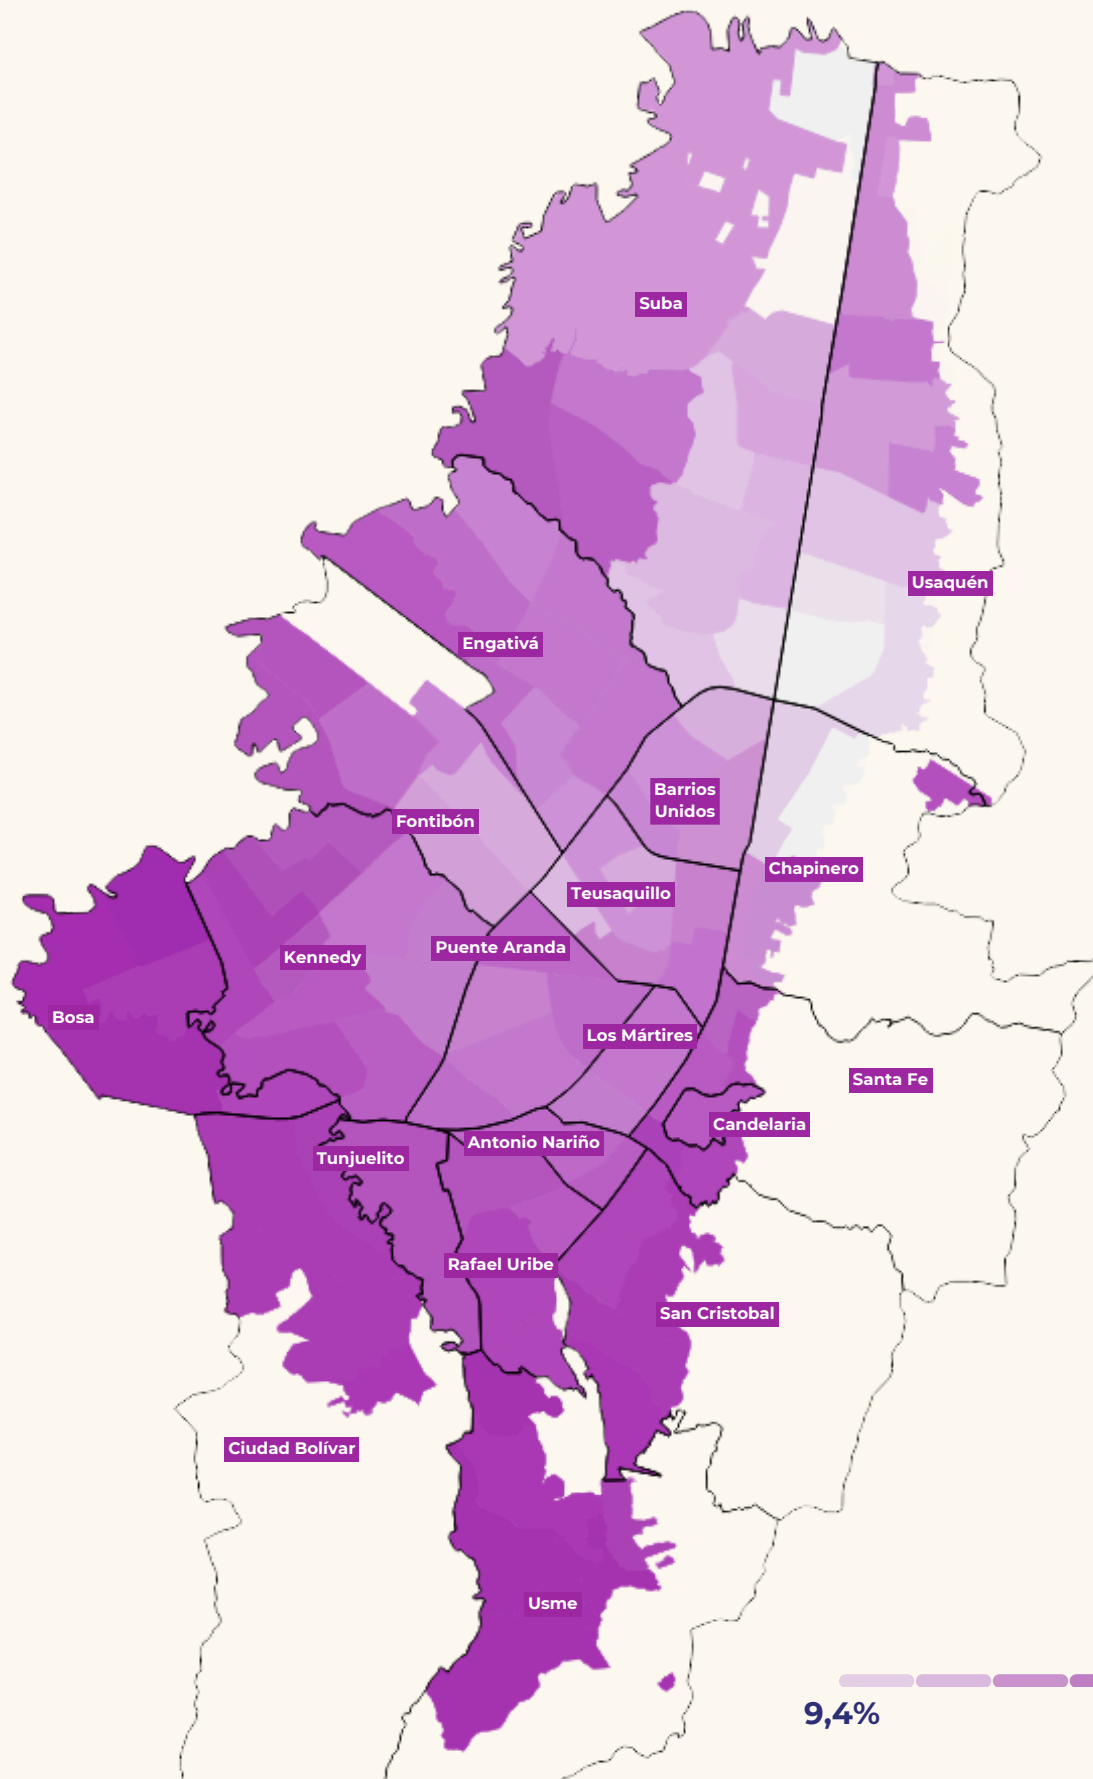 Suba
Usaquén
Engativá
Barrios
Unidos
Fontibón
Chapinero
Teusaquillo
Puente Aranda
Kennedy
Bosa
Los Mártires
Santa Fe
Candelaria
Antonio Nariño
Tunjuelito
Rafael Uribe
San Cristobal
Ciudad Bolívar
Usme
9,4%